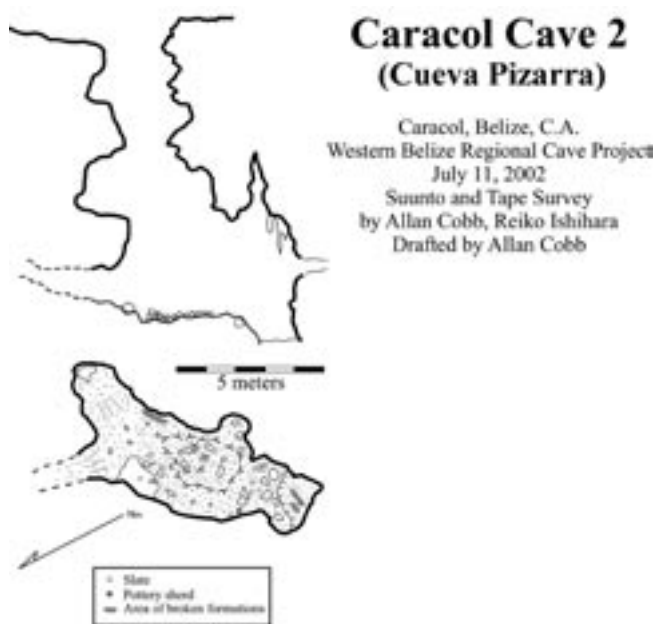 Caracol Cave 2
(Cueva Pizarra)
Caracol, Belize, C.A.
Western Belize Regional Cave Project
July 11, 2002
Suunto and Tape Survey
by Allan Cobb, Reiko Ishihara
Drafted by Allan Cobb
5 meters
Slate
Pottery sherd
Area of broken formations